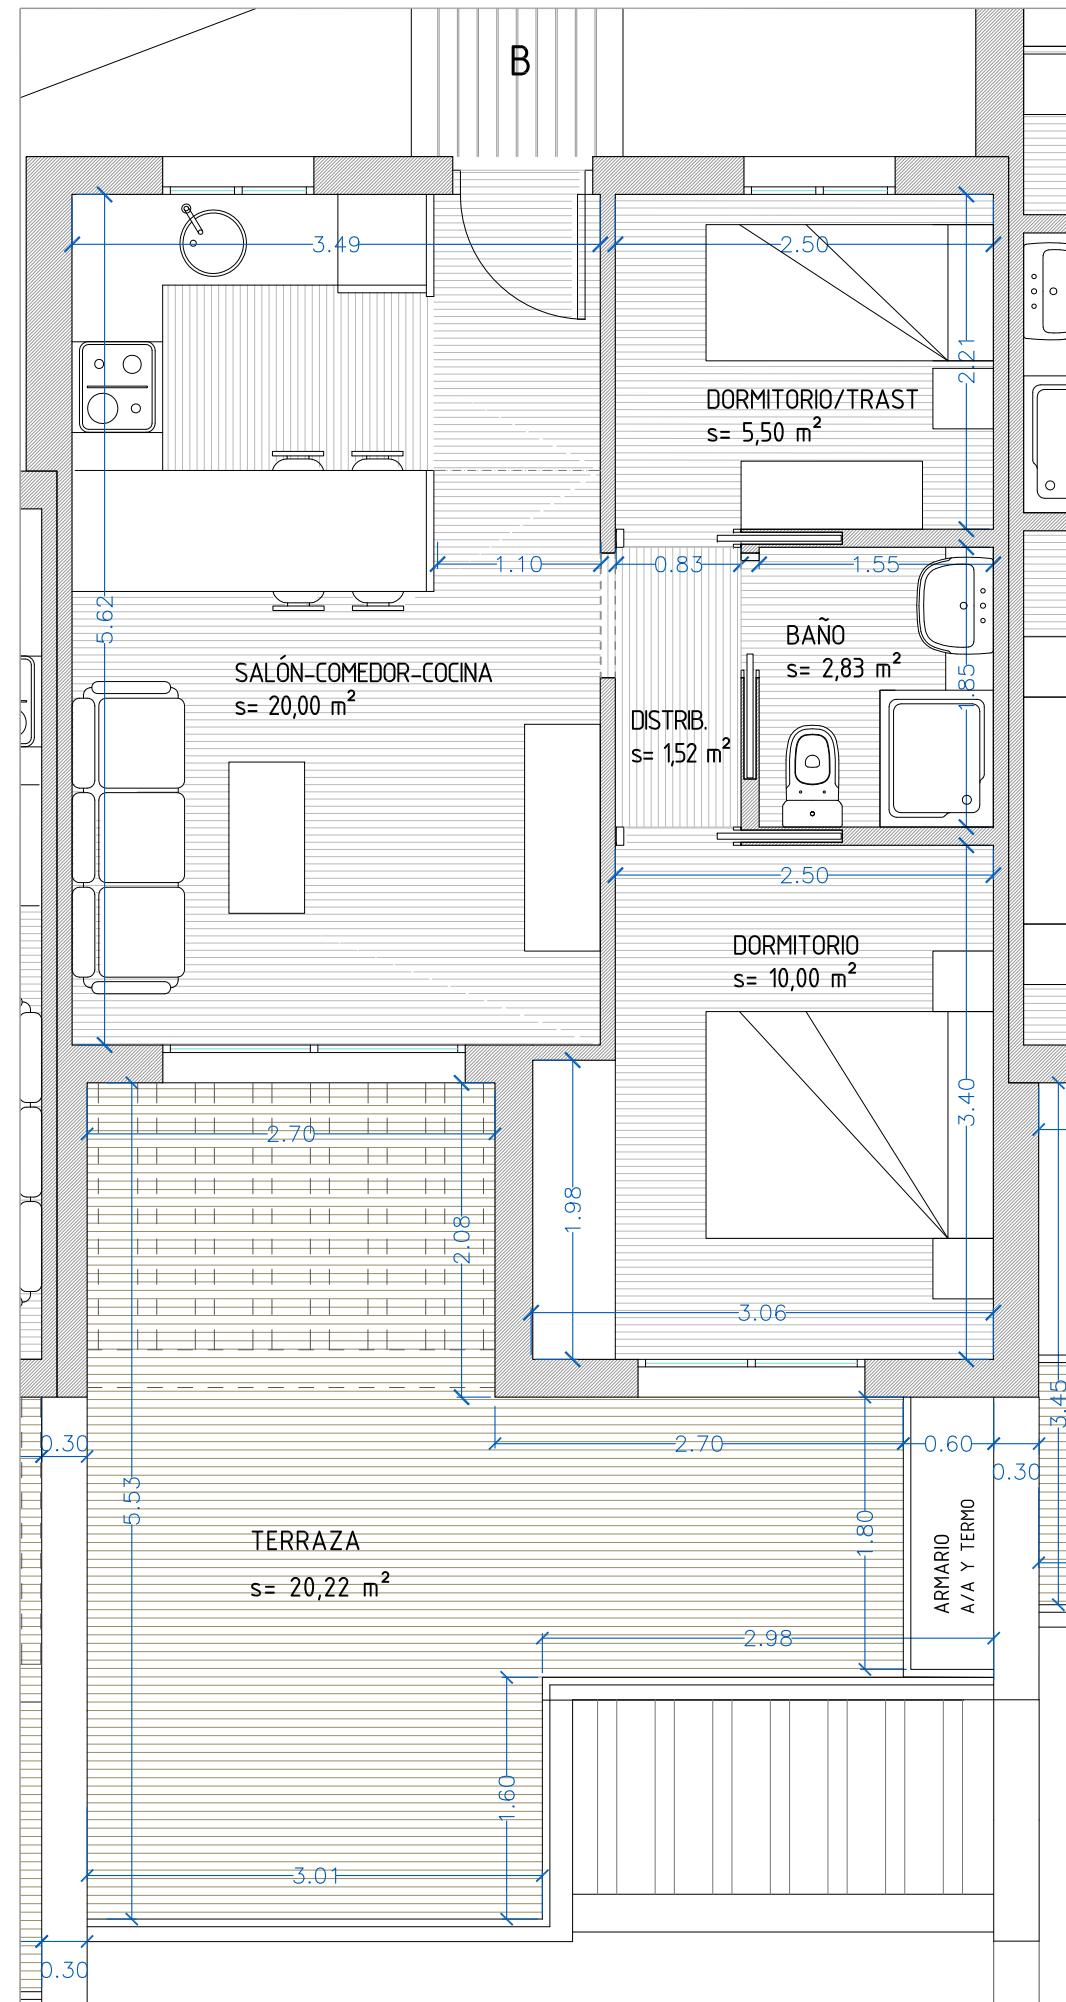 B
3.49
2.50
2.21
DORMITORIO/TRAST
s= 5,50 m²
1.10
0.83
1.55
5.62
BAÑO
s= 2,83 m²
1.85
SALÓN-COMEDOR-COCINA
s= 20,00 m²
DISTRIB.
s= 1,52 m²
2.50
DORMITORIO
s= 10,00 m²
3.40
2.70
1.98
2.08
3.06
3.45
0.30
2.70
0.60
0.30
5.53
1.80
TERRAZA
s= 20,22 m²
ARMARIO
A/A Y TERMO
2.98
1.60
3.01
0.30